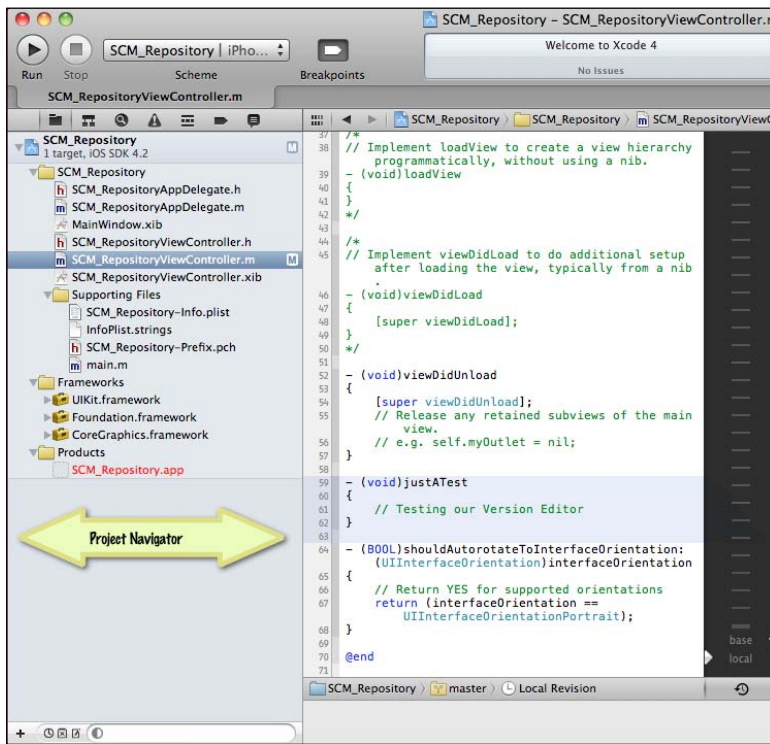 SCM_Repository – SCM_RepositoryViewController.
SCM_Repository | iPho...
Welcome to Xcode 4
No Issues
Run
Stop
Scheme
Breakpoints
SCM_RepositoryViewController.m
SCM_Repository
SCM_Repository
m SCM_RepositoryView
SCM_Repository
1 target, iOS SDK 4.2
M
SCM_Repository
h SCM_RepositoryAppDelegate.h
m SCM_RepositoryAppDelegate.m
MainWindow.xib
h SCM_RepositoryViewController.h
m SCM_RepositoryViewController.m M
SCM_RepositoryViewController.xib
Supporting Files
SCM_Repository-Info.plist
InfoPlist.strings
h SCM_Repository-Prefix.pch
m main.m
Frameworks
UIKit.framework
Foundation.framework
CoreGraphics.framework
Products
SCM_Repository.app
Project Navigator
37 /*
38 // Implement loadView to create a view hierarchy
programmatically, without using a nib.
39 - (void)loadView
40 {
41 }
42 */
43
44 /*
45 // Implement viewDidLoad to do additional setup
after loading the view, typically from a nib
.
46 - (void)viewDidLoad
47 {
48 [super viewDidLoad];
49 }
50 */
51
52 - (void)viewDidUnload
53 {
54 [super viewDidUnload];
55 // Release any retained subviews of the main
view.
56 // e.g. self.myOutlet = nil;
57 }
58
59 - (void)justATest
60 {
61 // Testing our Version Editor
62 }
63
64 - (BOOL)shouldAutorotateToInterfaceOrientation:
(UIInterfaceOrientation)interfaceOrientation
65 {
66 // Return YES for supported orientations
67 return (interfaceOrientation ==
UIInterfaceOrientationPortrait);
68 }
69
70 @end
71
base
local
SCM_Repository
master
Local Revision